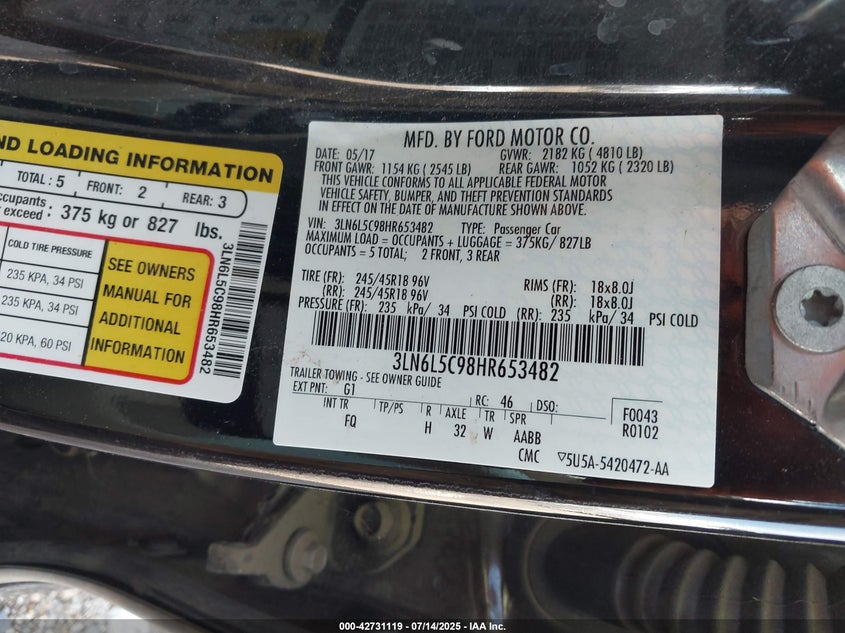 ND LOADING INFORMATION
TOTAL : 5
FRONT: 2
REAR: 3
exceed : 375 kg or 827 lbs.
COLD TIRE PRESSURE
235 KPA, 34 PSI
235 KPA, 34 PSI
20 KPA, 60 PSI
SEE OWNERS
MANUAL FOR
ADDITIONAL
INFORMATION
3LN6L5C98HR653482
MFD. BY FORD MOTOR CO.
DATE: 05/17 GVWR: 2182 KG ( 4810 LB)
FRONT GAWR: 1154 KG ( 2545 LB) REAR GAWR: 1052 KG ( 2320 LB)
THIS VEHICLE CONFORMS TO ALL APPLICABLE FEDERAL MOTOR
VEHICLE SAFETY, BUMPER, AND THEFT PREVENTION STANDARDS
IN EFFECT ON THE DATE OF MANUFACTURE SHOWN ABOVE.
VIN: 3LN6L5C98HR653482 TYPE: Passenger Car
MAXIMUM LOAD = OCCUPANTS + LUGGAGE = 375KG/ 827LB
OCCUPANTS = 5 TOTAL; 2 FRONT, 3 REAR
TIRE (FR): 245/45R18 96V RIMS (FR): 18x8.0J
(RR): 245/45R18 96V (RR): 18x8.0J
PRESSURE (FR): 235 kPa/ 34 PSI COLD (RR): 235 kPa/ 34 PSI COLD
3LN6L5C98HR653482
TRAILER TOWING - SEE OWNER GUIDE
EXT PNT: G1 RC: 46 DSO:
F0043
R0102
INT TR TP/PS R AXLE TR SPR
FQ H 32 W AABB
CMC 5U5A-5420472-AA
000-42731119 / 07/14/2025 - IAA Inc.